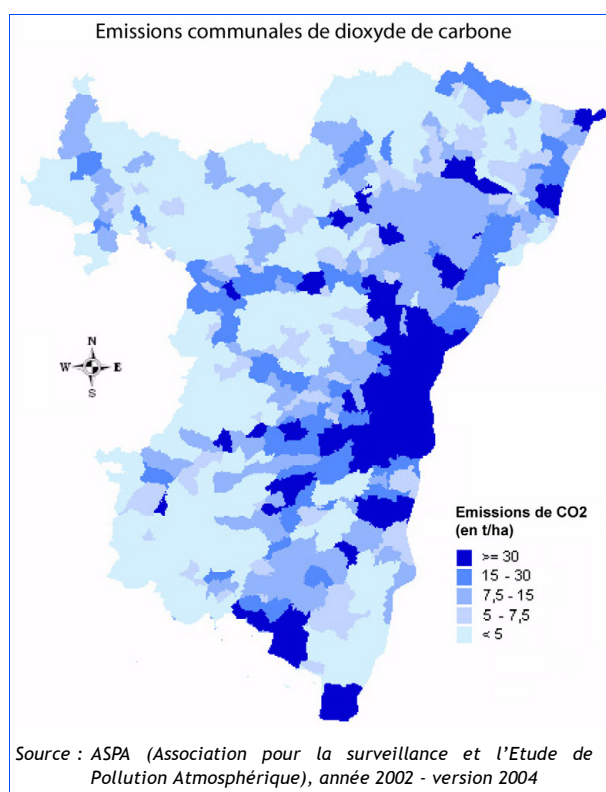 Emissions communales de dioxyde de carbone
N
W E
S
Emissions de CO2
(en t/ha)
>= 30
15 - 30
7,5 - 15
5 - 7,5
< 5
Source : ASPA (Association pour la surveillance et l’Etude de
Pollution Atmosphérique), année 2002 - version 2004